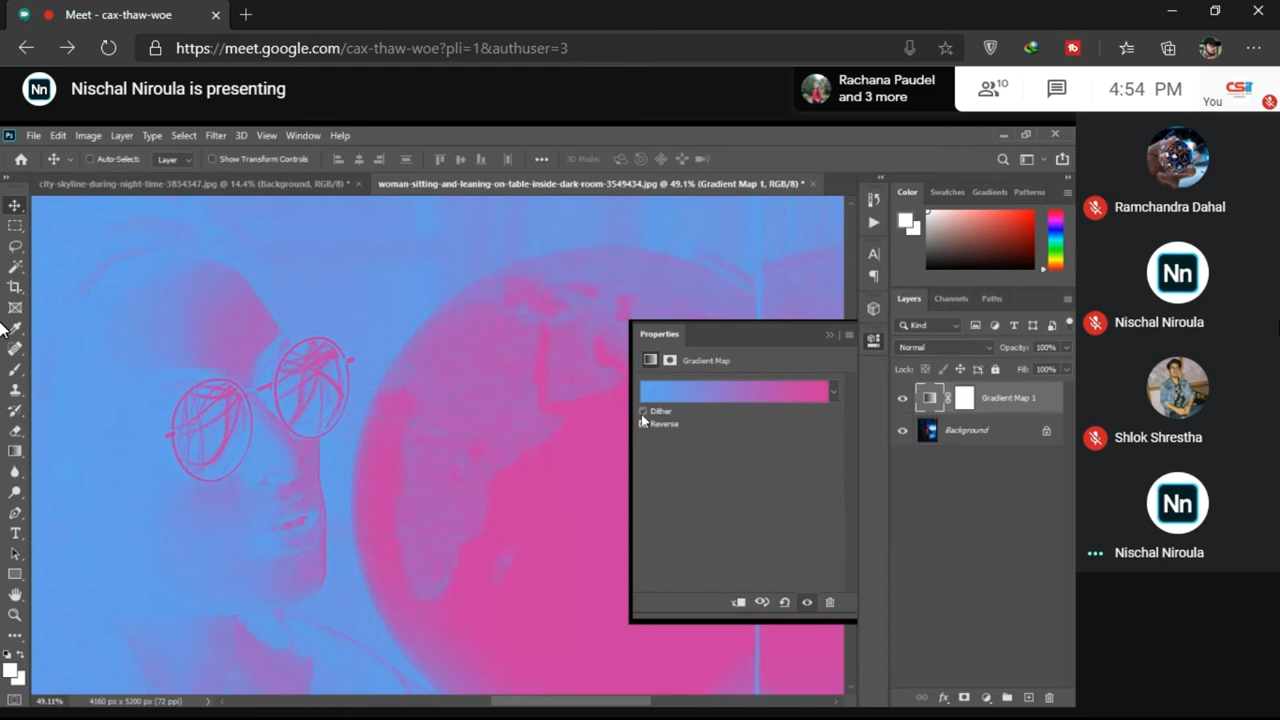 Meet - cax-thaw-woe
https://meet.google.com/cax-thaw-woe?pli=1&authuser=3
Nn
Nischal Niroula is presenting
Rachana Paudel
and 3 more
10
4:54 PM
You
CSiT
Ps
File Edit Image Layer Type Select Filter 3D View Window Help
Auto-Select: Layer Show Transform Controls 3D Mode:
city-skyline-during-night-time-3834347.jpg @ 14.4% (Background, RGB/8) *
woman-sitting-and-leaning-on-table-inside-dark-room-3549434.jpg @ 49.1% (Gradient Map 1, RGB/8) *
Color Swatches Gradients Patterns
Properties
Gradient Map
Dither
Reverse
Layers Channels Paths
Kind
Normal Opacity: 100%
Lock: Fill: 100%
Gradient Map 1
Background
49.11% 4160 px x 5200 px (72 ppi)
Ramchandra Dahal
Nn
Nischal Niroula
Shlok Shrestha
Nn
Nischal Niroula